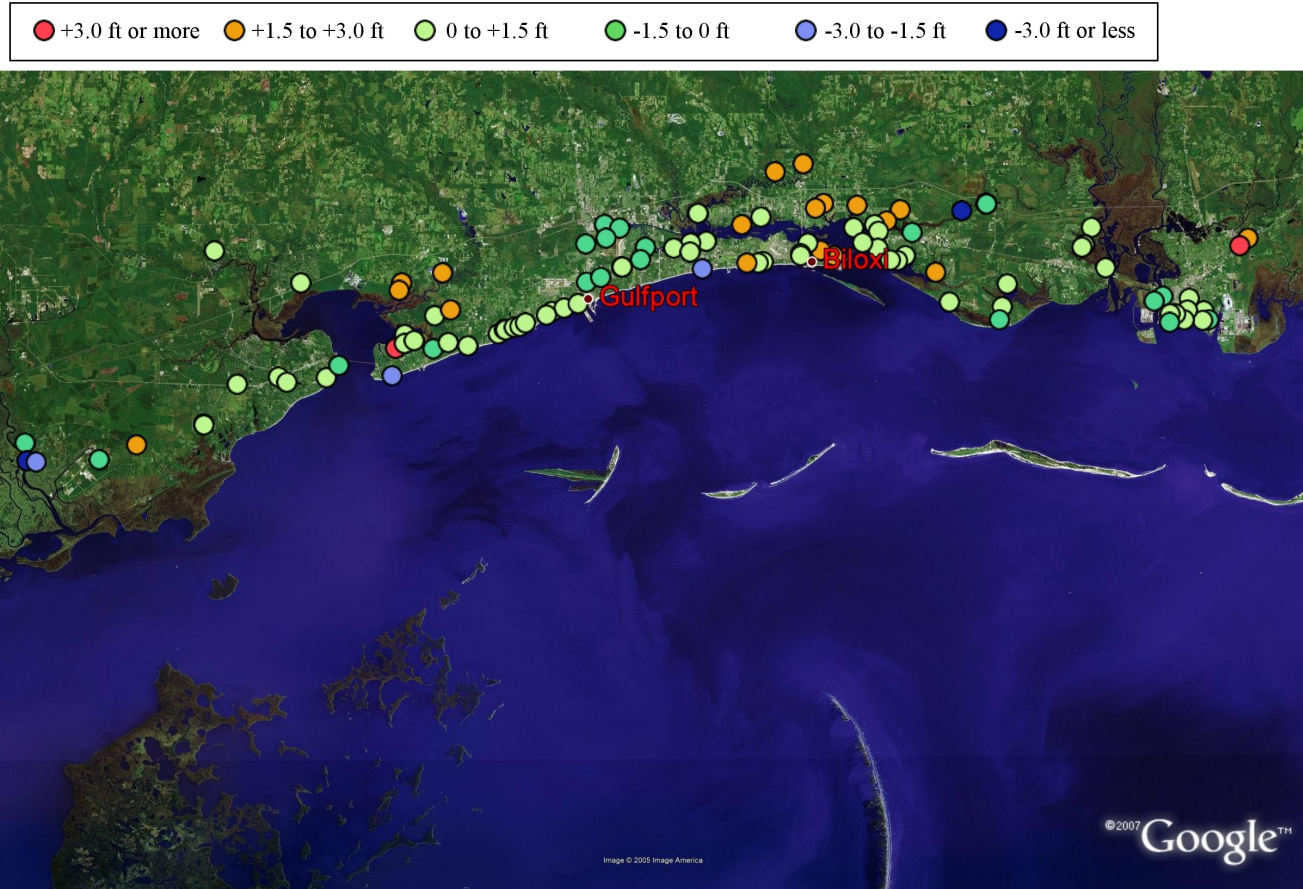 +3.0 ft or more +1.5 to +3.0 ft 0 to +1.5 ft -1.5 to 0 ft -3.0 to -1.5 ft -3.0 ft or less
Biloxi
Gulfport
©2007 Google™
Image © 2005 Image America